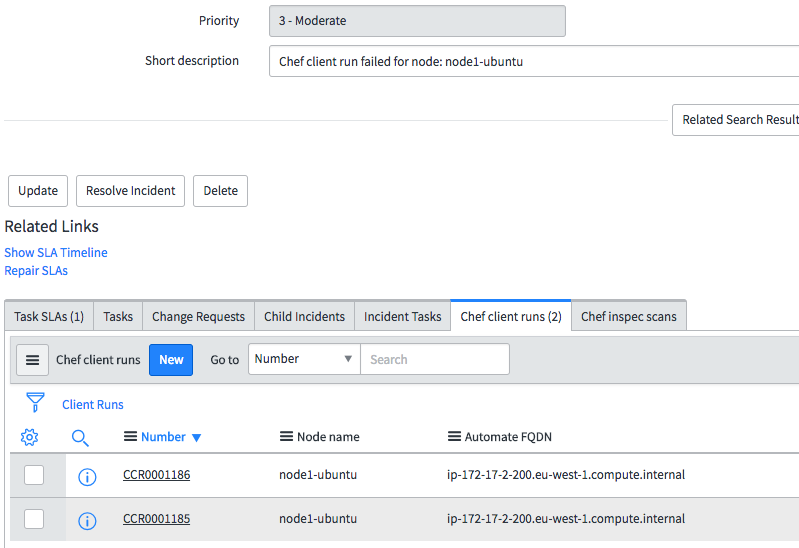 Priority 3 - Moderate
Short description Chef client run failed for node: node1-ubuntu
Related Search Result
Update Resolve Incident Delete
Related Links
Show SLA Timeline
Repair SLAs
Task SLAs (1) Tasks Change Requests Child Incidents Incident Tasks Chef client runs (2) Chef inspec scans
Chef client runs New Go to Number Search
Client Runs
Number Node name Automate FQDN
CCR0001186 node1-ubuntu ip-172-17-2-200.eu-west-1.compute.internal
CCR0001185 node1-ubuntu ip-172-17-2-200.eu-west-1.compute.internal